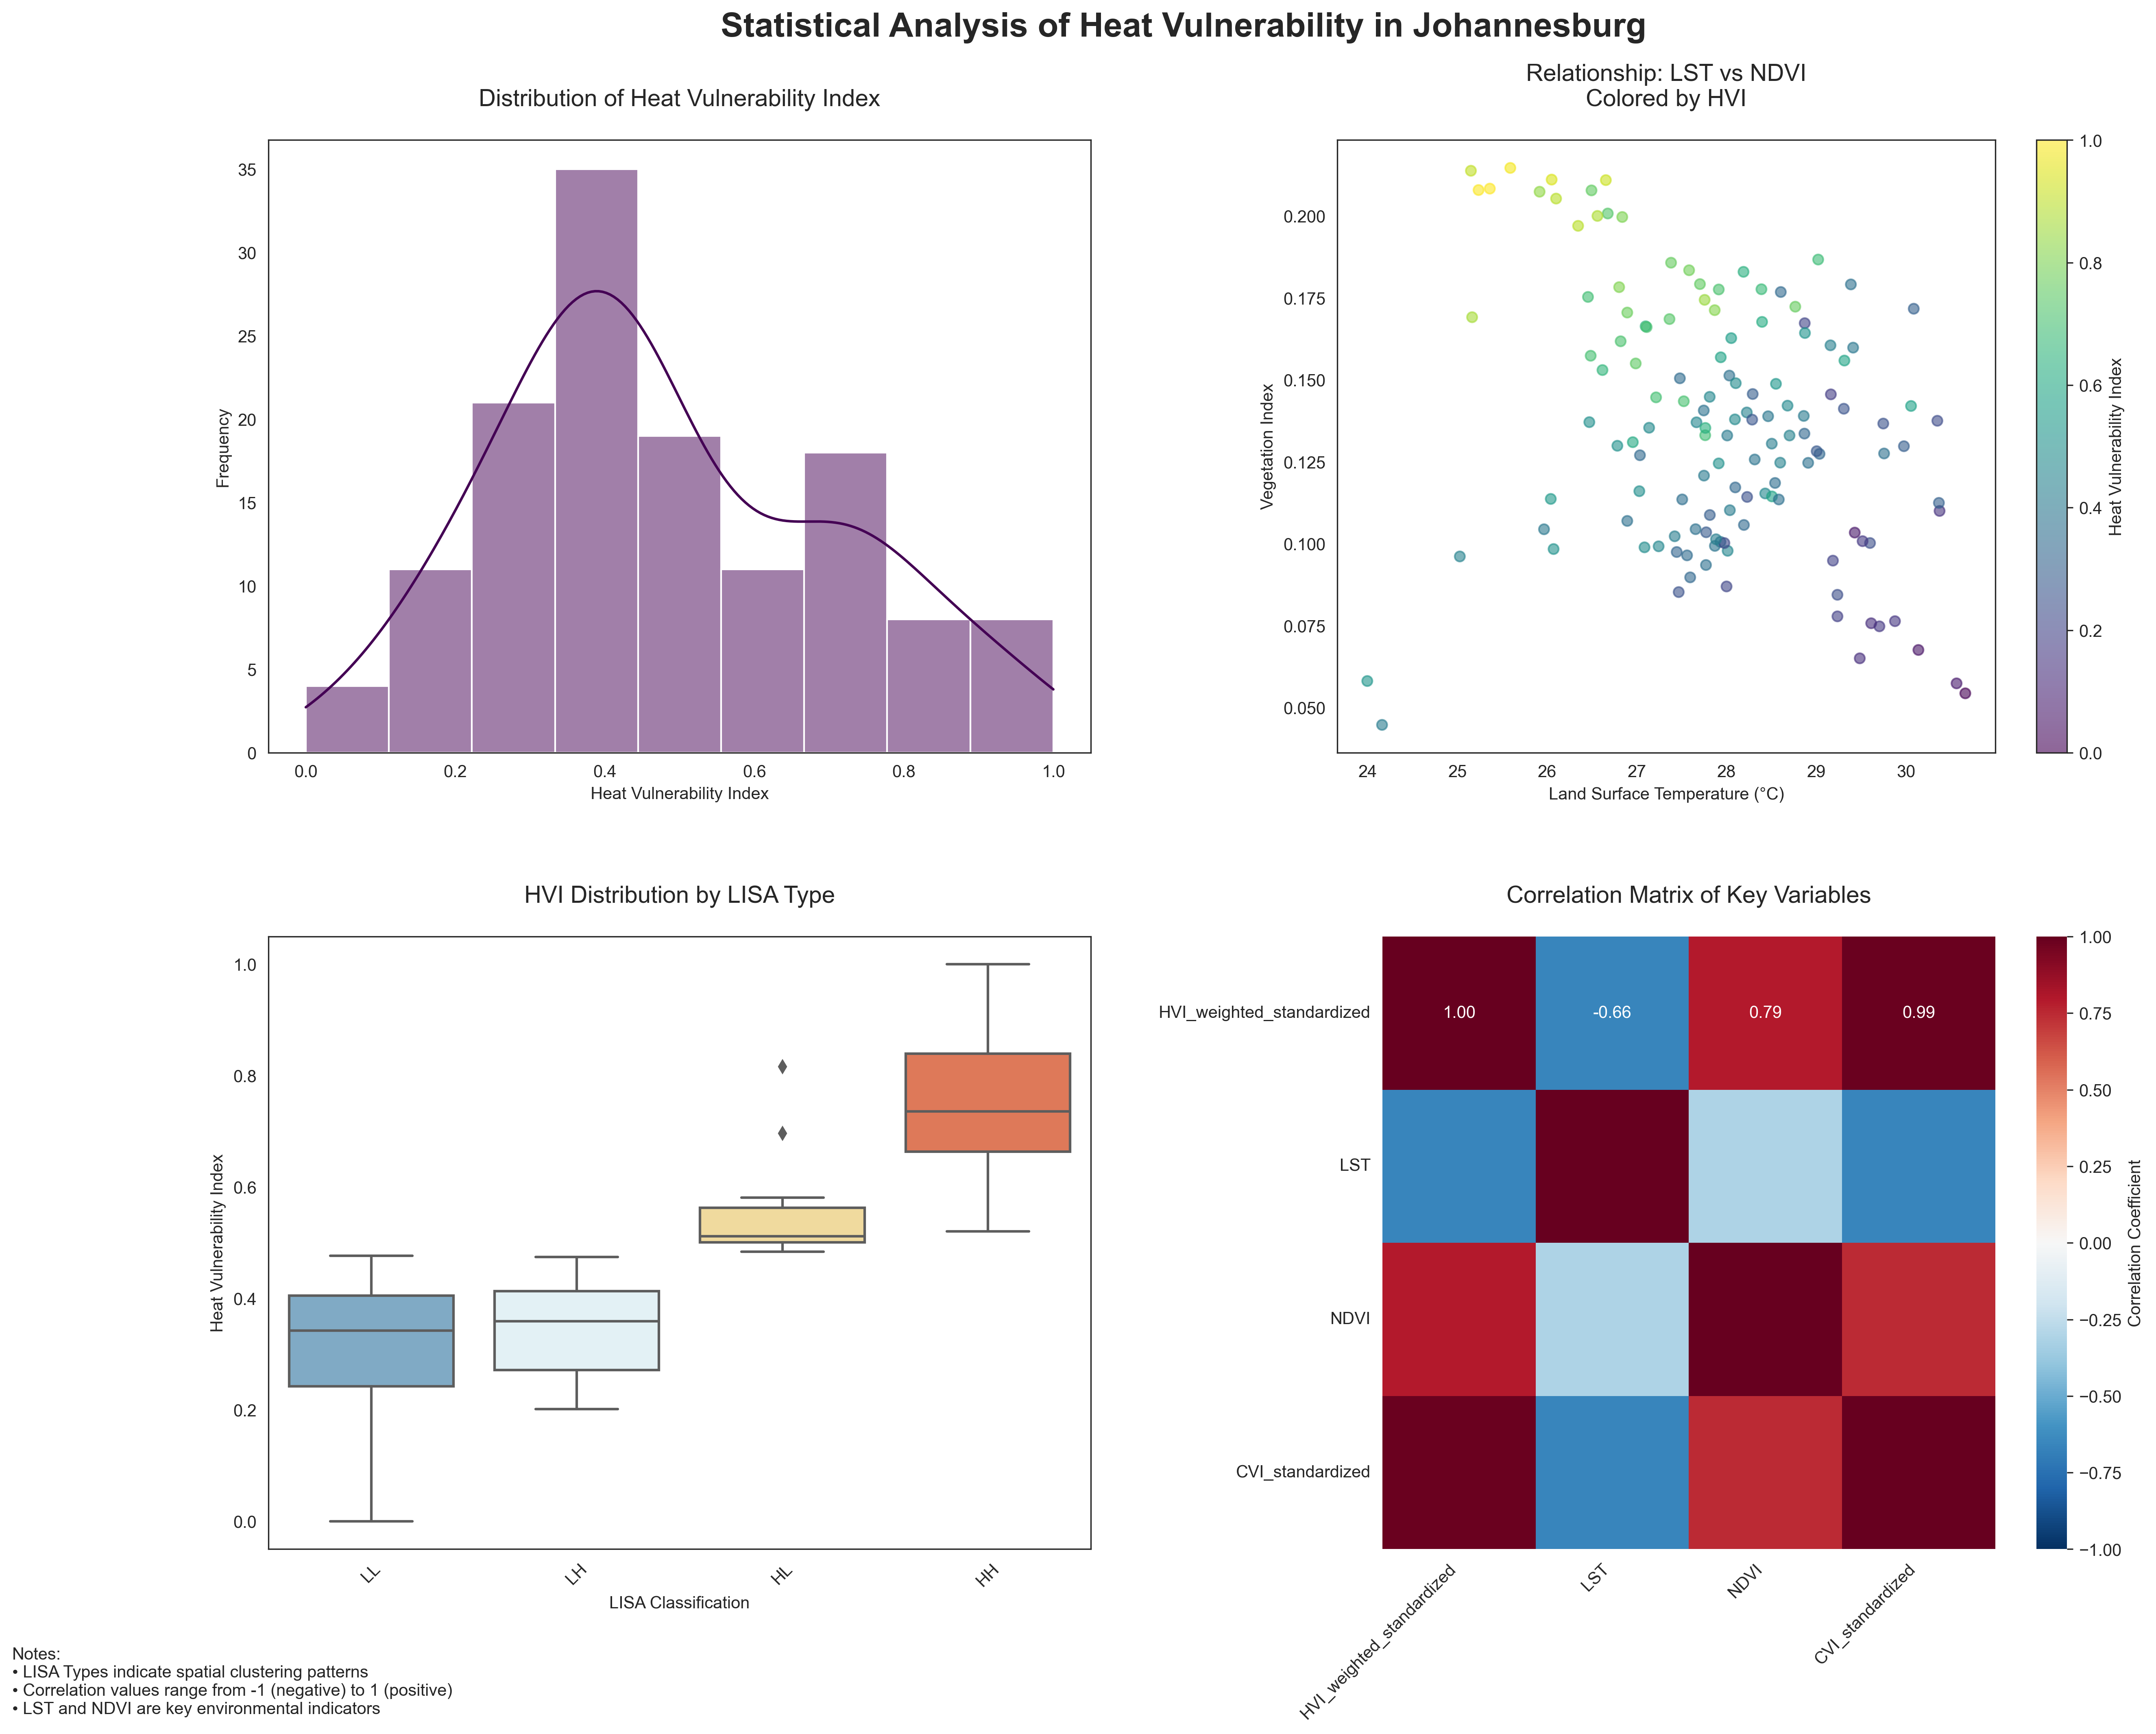 Statistical Analysis of Heat Vulnerability in Johannesburg
Distribution of Heat Vulnerability Index
Frequency
35
30
25
20
15
10
5
0
0.0 0.2 0.4 0.6 0.8 1.0
Heat Vulnerability Index
Relationship: LST vs NDVI
Colored by HVI
Vegetation Index
0.200
0.175
0.150
0.125
0.100
0.075
0.050
24 25 26 27 28 29 30
Land Surface Temperature (°C)
1.0
0.8
0.6
0.4
0.2
0.0
Heat Vulnerability Index
HVI Distribution by LISA Type
Heat Vulnerability Index
1.0
0.8
0.6
0.4
0.2
0.0
LL LH HL HH
LISA Classification
Correlation Matrix of Key Variables
HVI_weighted_standardized 1.00 -0.66 0.79 0.99
LST
NDVI
CVI_standardized
HVI_weighted_standardized LST NDVI CVI_standardized
1.00
0.75
0.50
0.25
0.00
−0.25
−0.50
−0.75
−1.00
Correlation Coefficient
Notes:
• LISA Types indicate spatial clustering patterns
• Correlation values range from -1 (negative) to 1 (positive)
• LST and NDVI are key environmental indicators